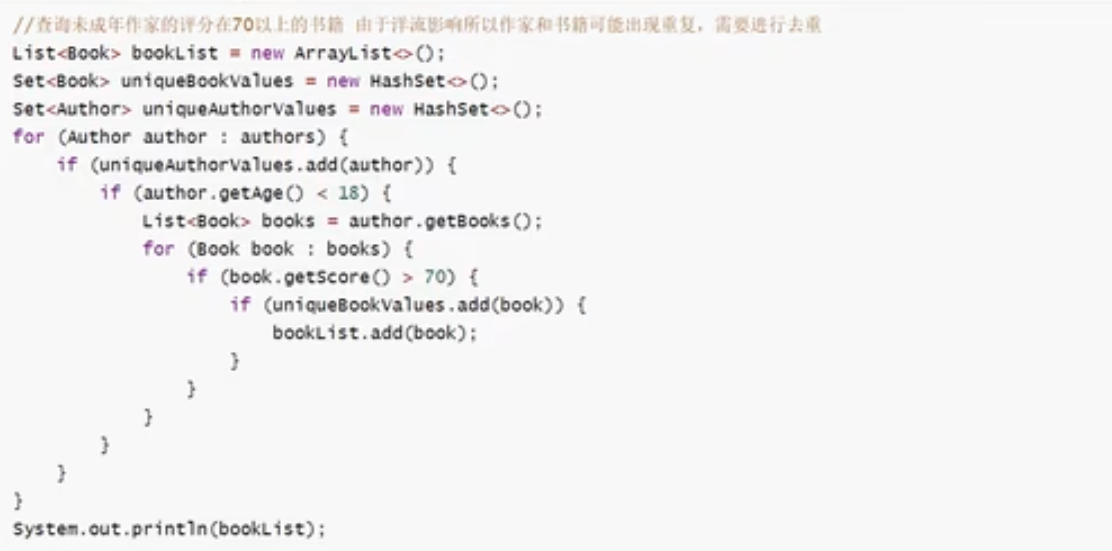 //查询未成年作家的评分在70以上的书籍 由于洋流影响所以作家和书籍可能出现重复，需要进行去重
List<Book> bookList = new ArrayList<>();
Set<Book> uniqueBookValues = new HashSet<>();
Set<Author> uniqueAuthorValues = new HashSet<>();
for (Author author : authors) {
    if (uniqueAuthorValues.add(author)) {
        if (author.getAge() < 18) {
            List<Book> books = author.getBooks();
            for (Book book : books) {
                if (book.getScore() > 70) {
                    if (uniqueBookValues.add(book)) {
                        bookList.add(book);
                    }
                }
            }
        }
    }
}
System.out.println(bookList);